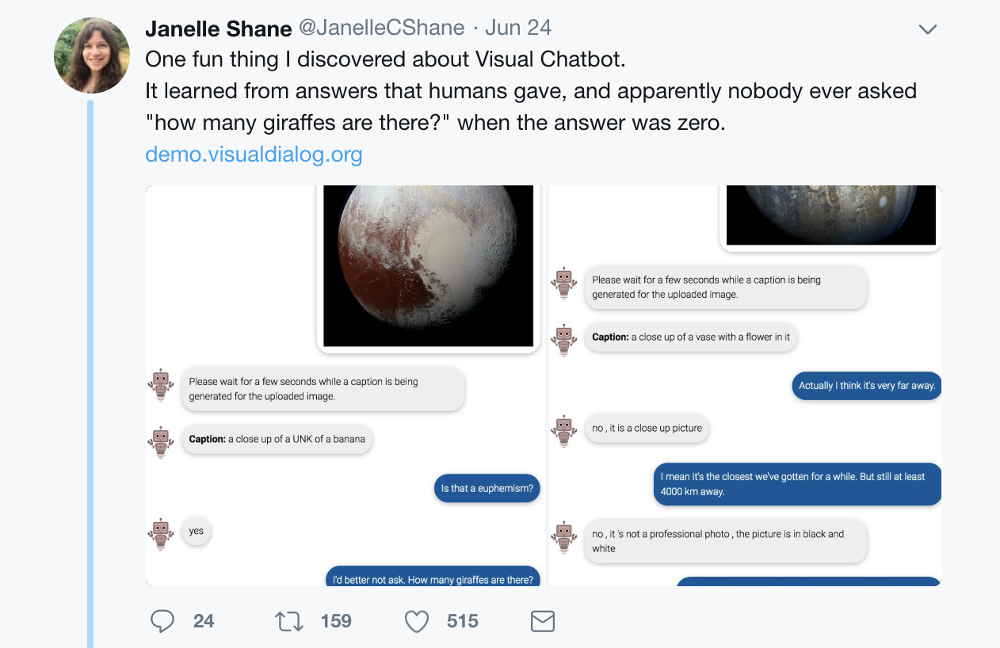 Janelle Shane @JanelleCShane · Jun 24
One fun thing I discovered about Visual Chatbot.
It learned from answers that humans gave, and apparently nobody ever asked
"how many giraffes are there?" when the answer was zero.
demo.visualdialog.org
Please wait for a few seconds while a caption is being
generated for the uploaded image.
Caption: a close up of a UNK of a banana
Is that a euphemism?
yes
I'd better not ask. How many giraffes are there?
Please wait for a few seconds while a caption is being
generated for the uploaded image.
Caption: a close up of a vase with a flower in it
Actually I think it's very far away.
no , it is a close up picture
I mean it's the closest we've gotten for a while. But still at least
4000 km away.
no , it 's not a professional photo , the picture is in black and
white
24 159 515